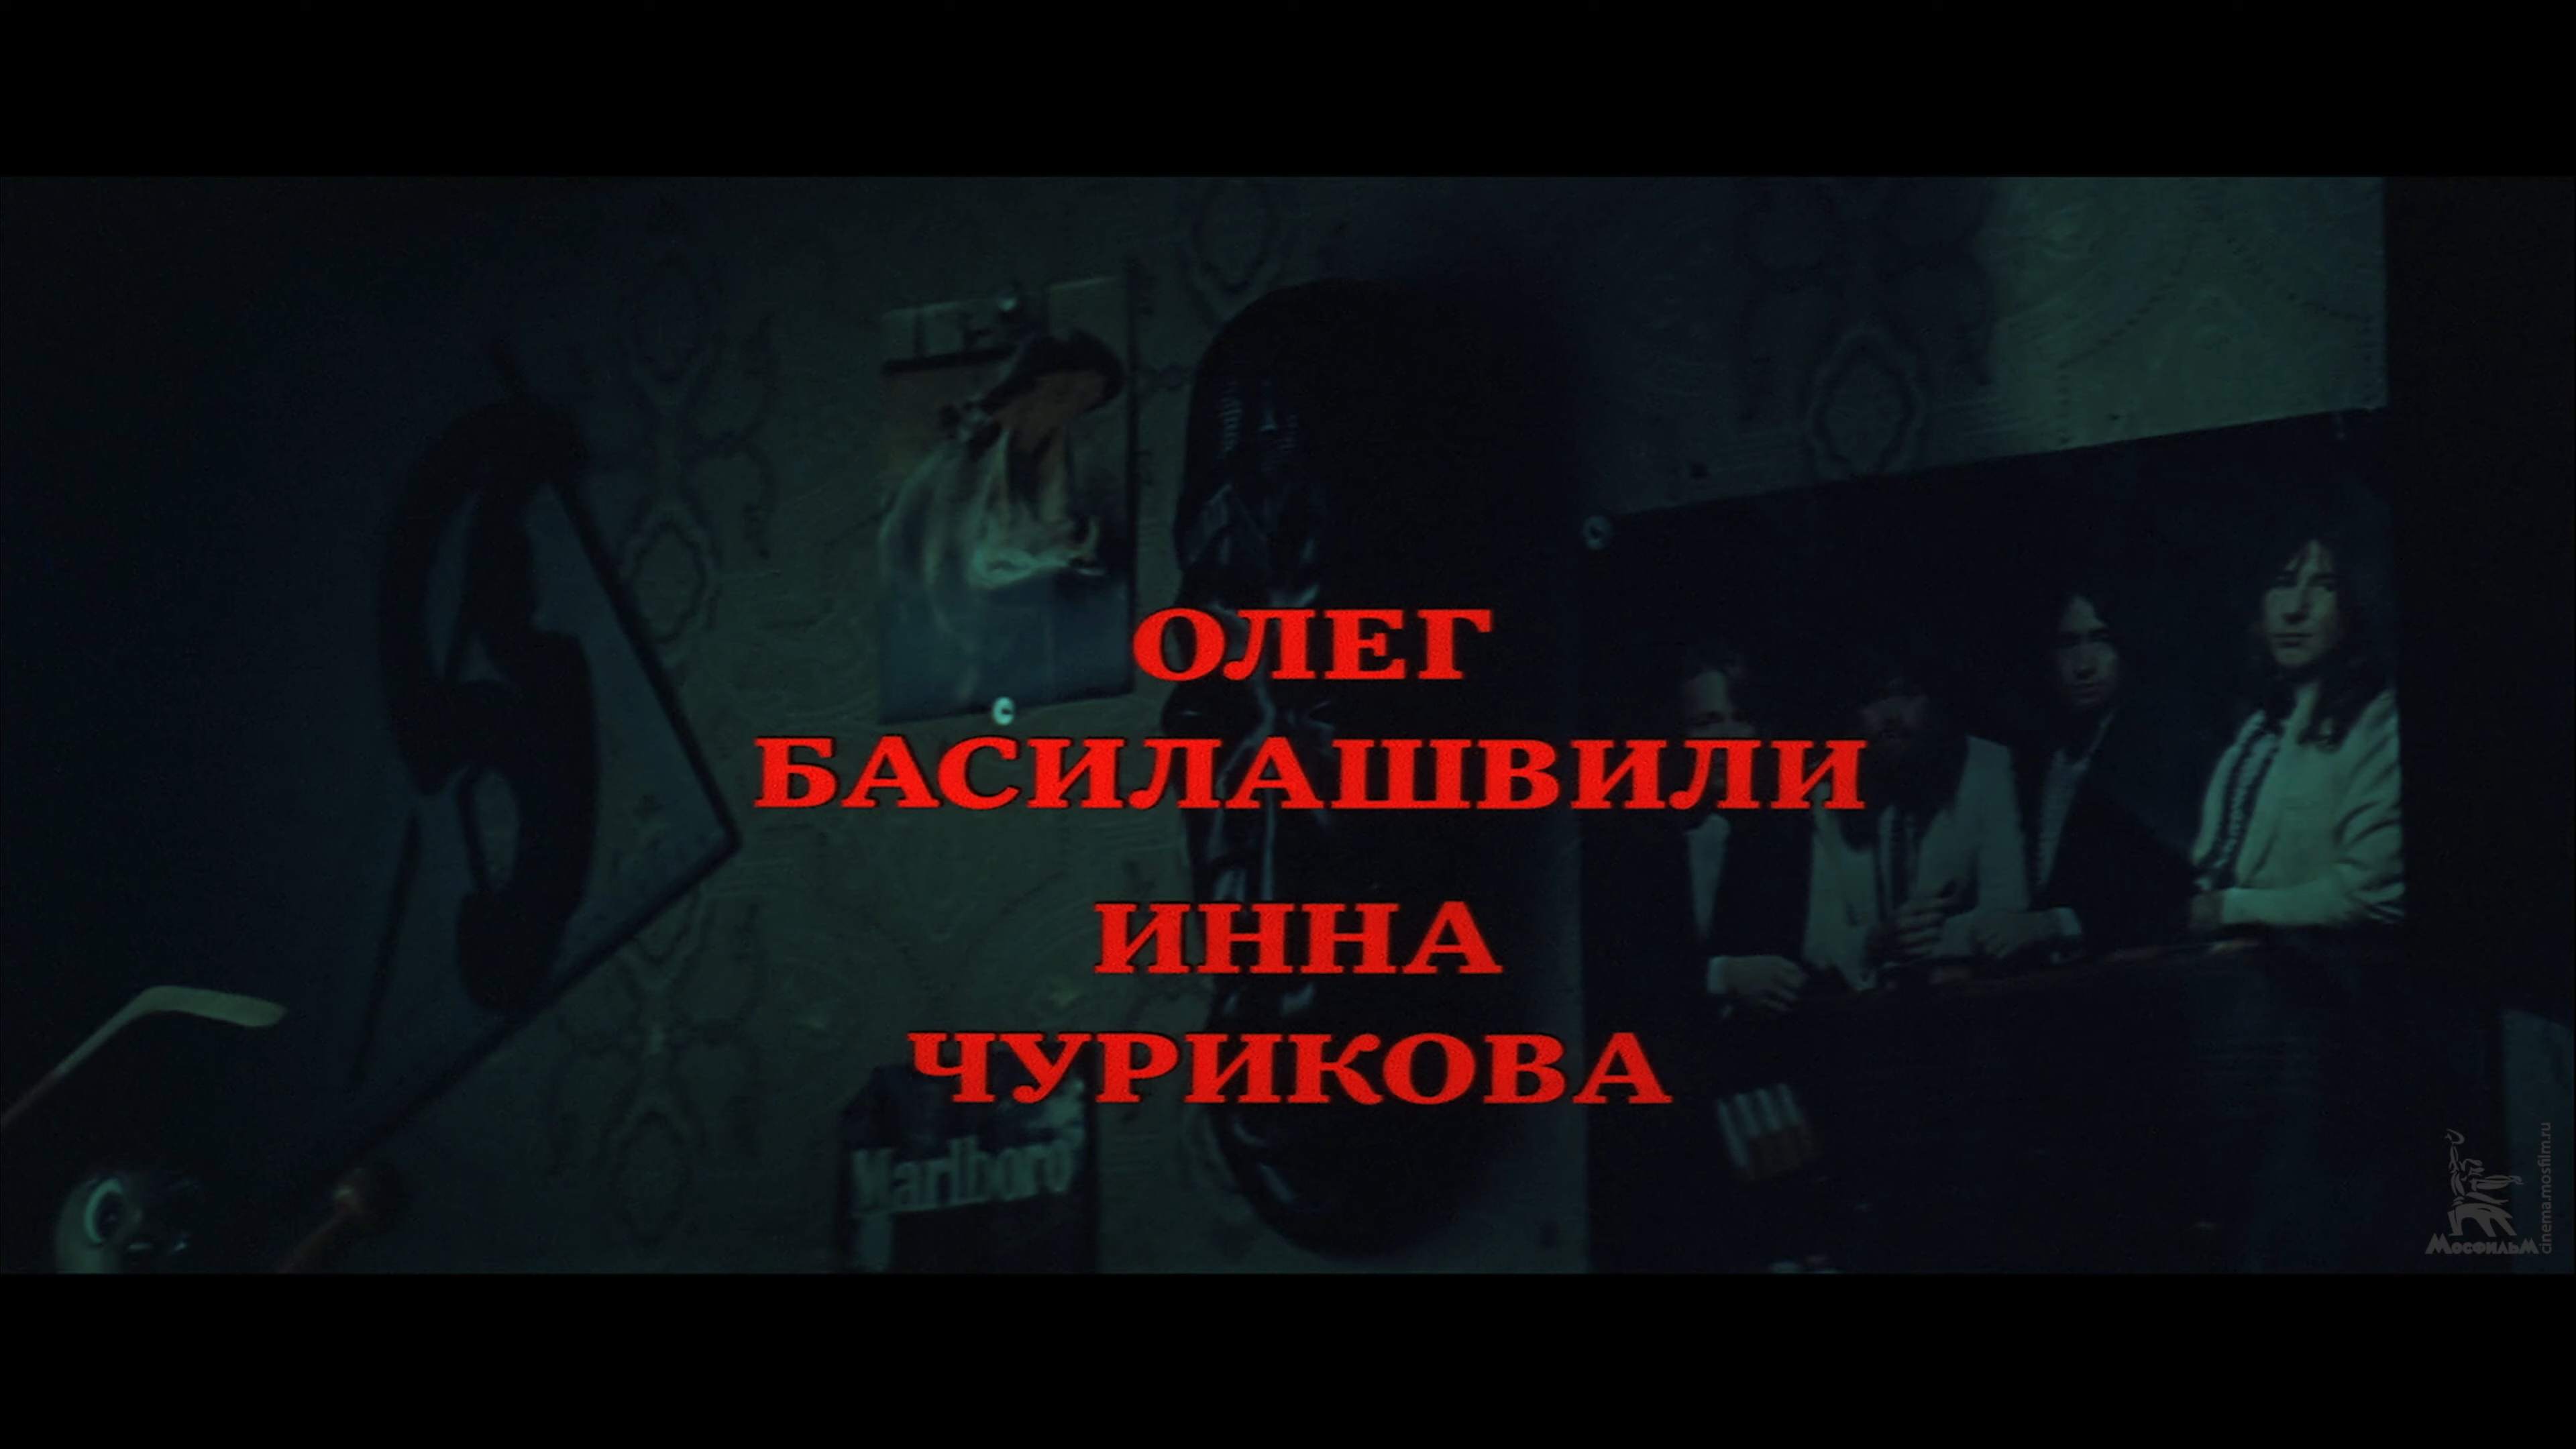 ОЛЕГ
БАСИЛАШВИЛИ
ИННА
ЧУРИКОВА
Marlboro
МОСФИЛЬМ
cinema.mosfilm.ru